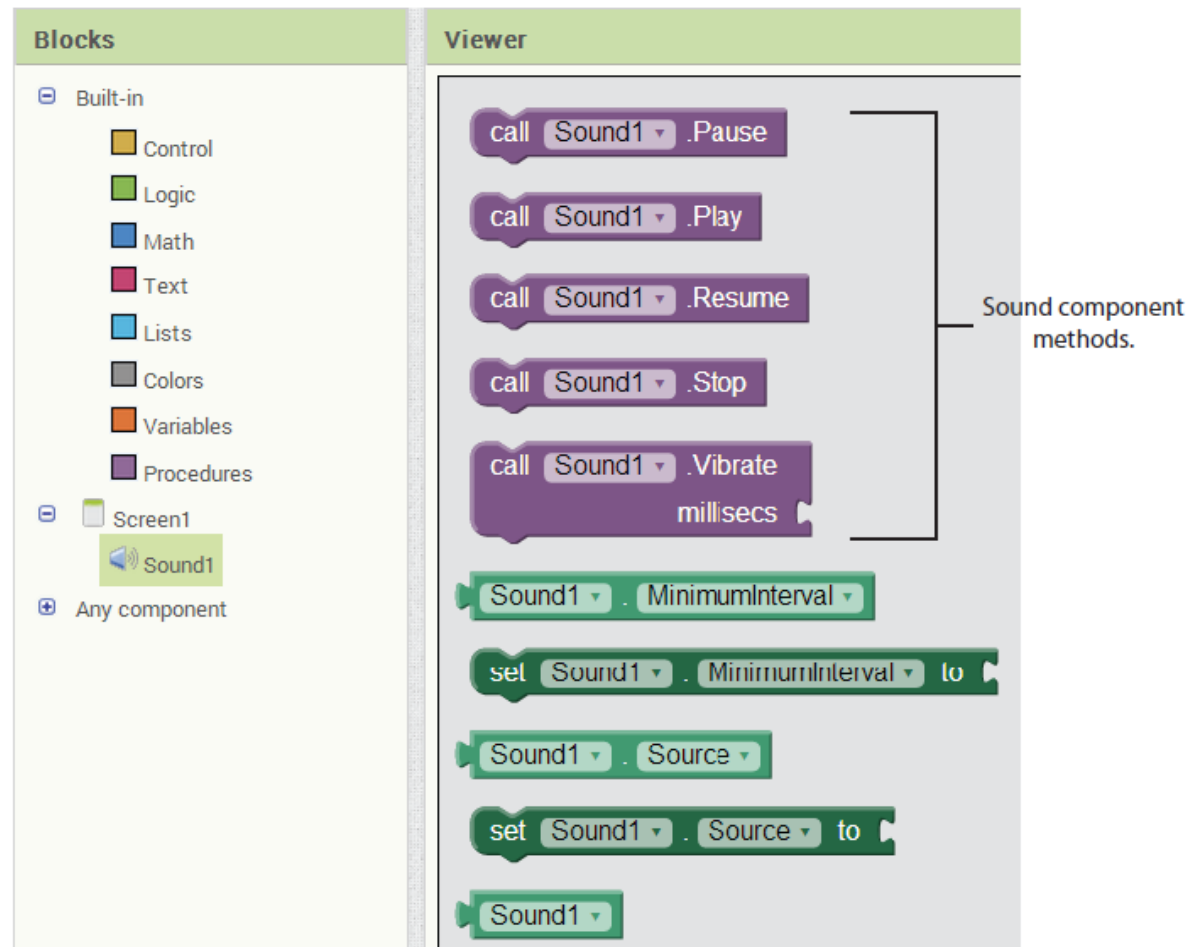 Blocks
Built-in
Control
Logic
Math
Text
Lists
Colors
Variables
Procedures
Screen1
Sound1
Any component
Viewer
call Sound1 .Pause
call Sound1 .Play
call Sound1 .Resume
call Sound1 .Stop
call Sound1 .Vibrate
millisecs
Sound1 . MinimumInterval
set Sound1 . MinimumInterval to
Sound1 . Source
set Sound1 . Source to
Sound1
Sound component
methods.